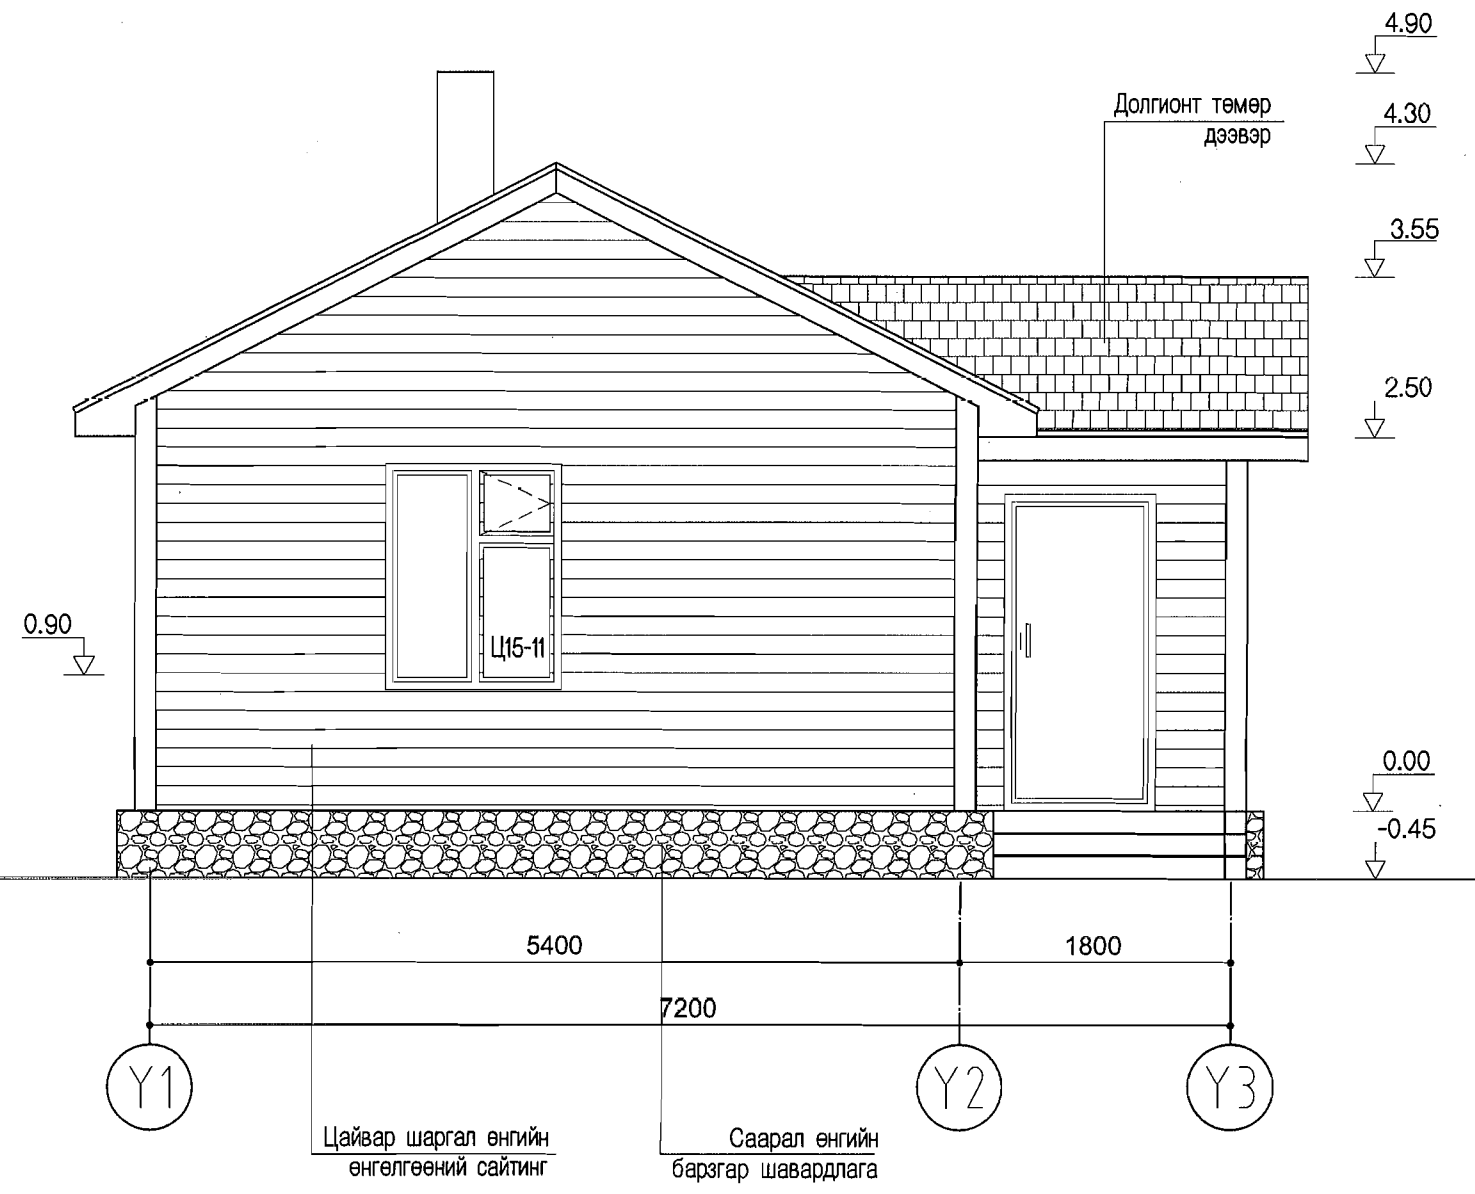 4.90
Долгионт төмөр
дээвэр
4.30
3.55
2.50
0.90
Ц15-11
0.00
-0.45
5400
1800
7200
Y1
Y2
Y3
Цайвар шаргал өнгийн
өнгөлгөөний сайтинг
Саарал өнгийн
барзгар шавардлага